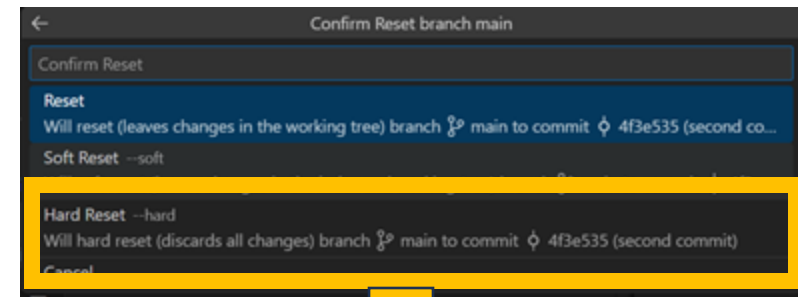 Confirm Reset branch main
Confirm Reset
Reset
Will reset (leaves changes in the working tree) branch main to commit 4f3e535 (second co...
Soft Reset --soft
Hard Reset --hard
Will hard reset (discards all changes) branch main to commit 4f3e535 (second commit)
Cancel